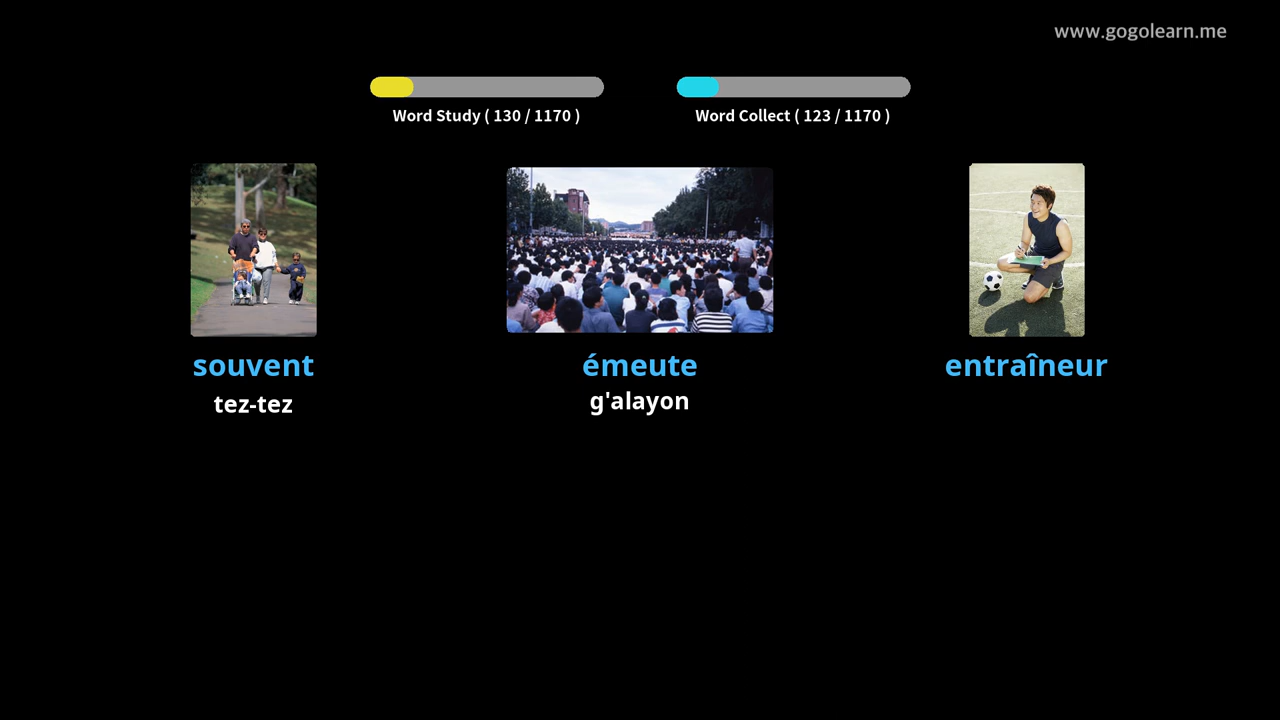 www.gogolearn.me
Word Study ( 130 / 1170 )
Word Collect ( 123 / 1170 )
souvent
émeute
entraîneur
tez-tez
g'alayon